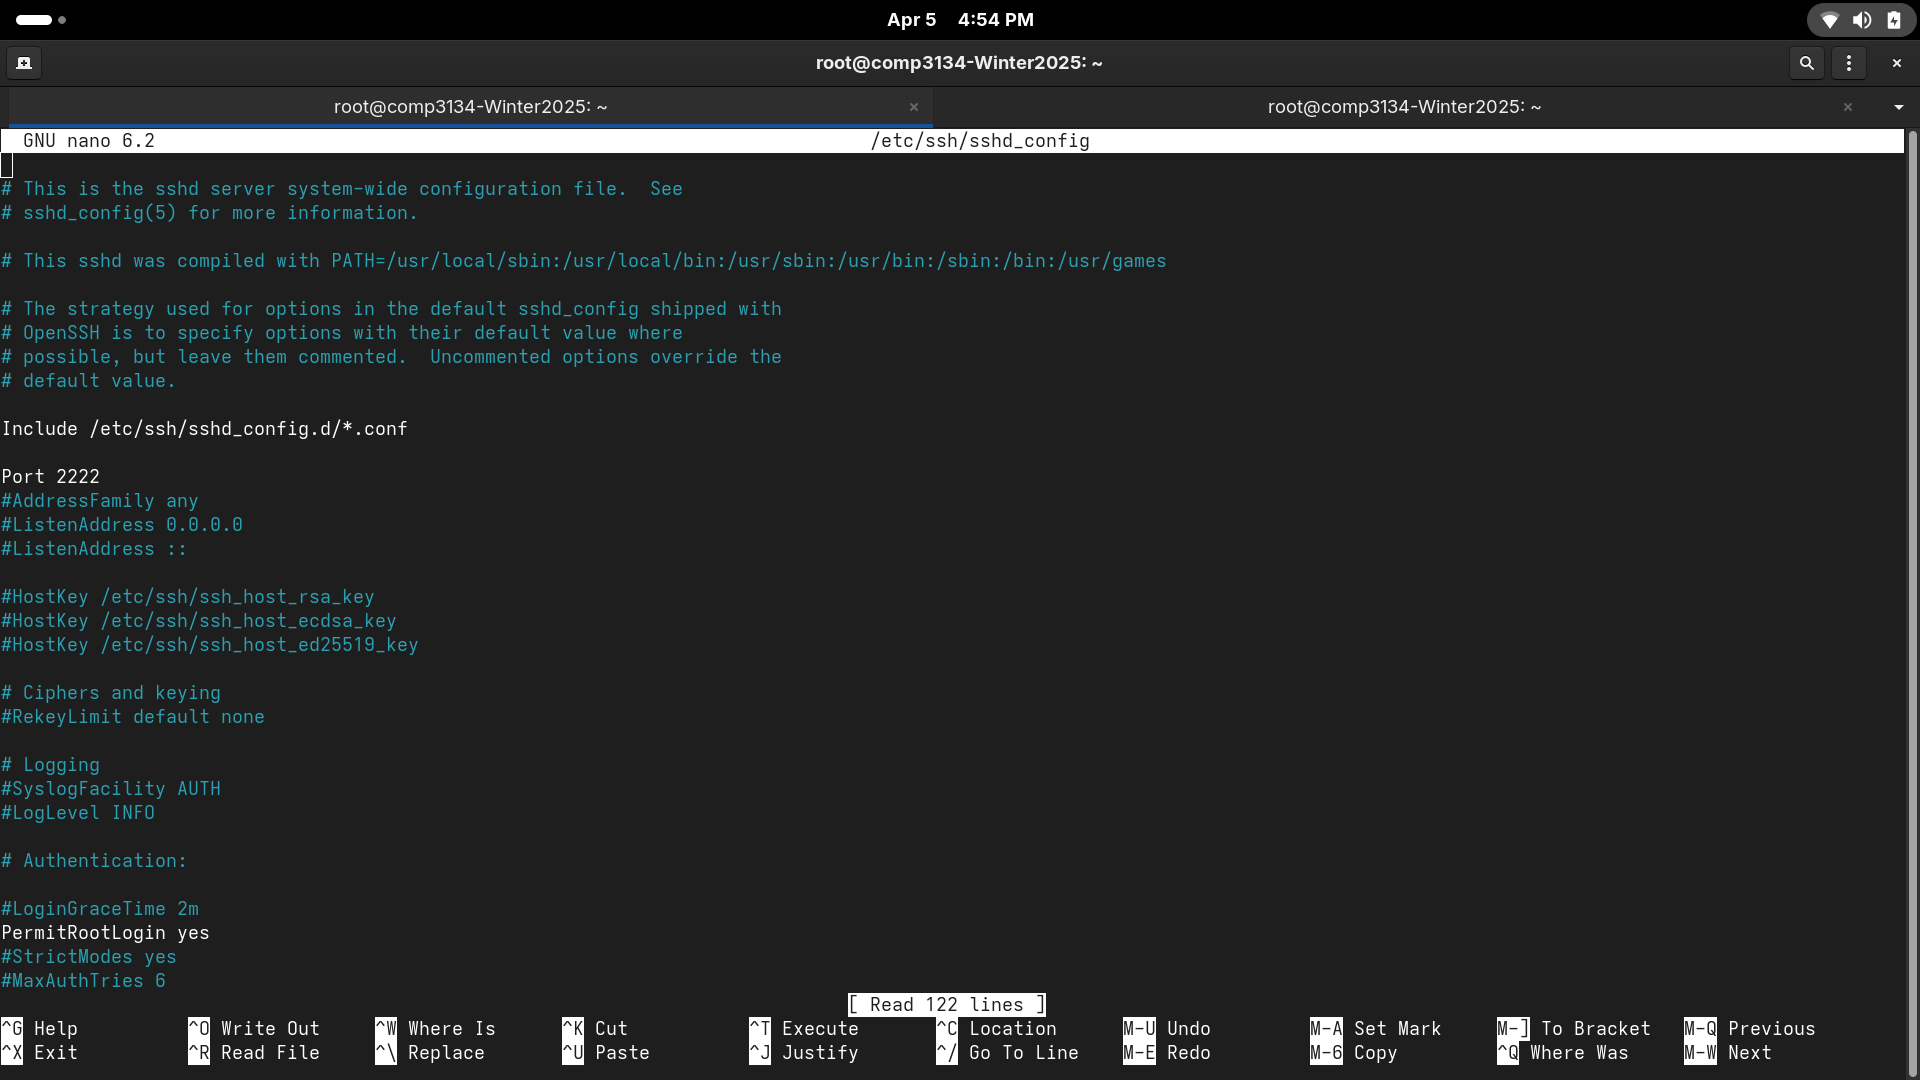 Apr 5 4:54 PM
root@comp3134-Winter2025: ~
root@comp3134-Winter2025: ~ root@comp3134-Winter2025: ~
GNU nano 6.2 /etc/ssh/sshd_config
# This is the sshd server system-wide configuration file.  See
# sshd_config(5) for more information.
# This sshd was compiled with PATH=/usr/local/sbin:/usr/local/bin:/usr/sbin:/usr/bin:/sbin:/bin:/usr/games
# The strategy used for options in the default sshd_config shipped with
# OpenSSH is to specify options with their default value where
# possible, but leave them commented.  Uncommented options override the
# default value.
Include /etc/ssh/sshd_config.d/*.conf
Port 2222
#AddressFamily any
#ListenAddress 0.0.0.0
#ListenAddress ::
#HostKey /etc/ssh/ssh_host_rsa_key
#HostKey /etc/ssh/ssh_host_ecdsa_key
#HostKey /etc/ssh/ssh_host_ed25519_key
# Ciphers and keying
#RekeyLimit default none
# Logging
#SyslogFacility AUTH
#LogLevel INFO
# Authentication:
#LoginGraceTime 2m
PermitRootLogin yes
#StrictModes yes
#MaxAuthTries 6
[ Read 122 lines ]
^G Help ^O Write Out ^W Where Is ^K Cut ^T Execute ^C Location M-U Undo M-A Set Mark M-] To Bracket M-Q Previous
^X Exit ^R Read File ^\ Replace ^U Paste ^J Justify ^/ Go To Line M-E Redo M-6 Copy ^Q Where Was M-W Next